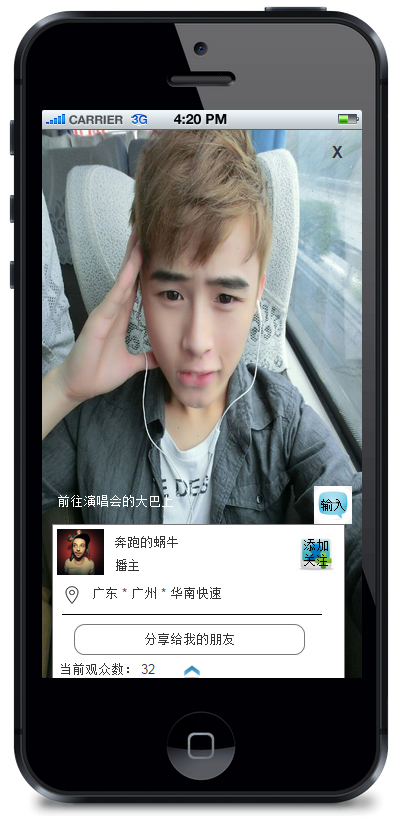 CARRIER 3G 4:20 PM
X
DES
前往演唱会的大巴上
输入
奔跑的蜗牛
播主
添加
关注
广东 * 广州 * 华南快速
分享给我的朋友
当前观众数： 32